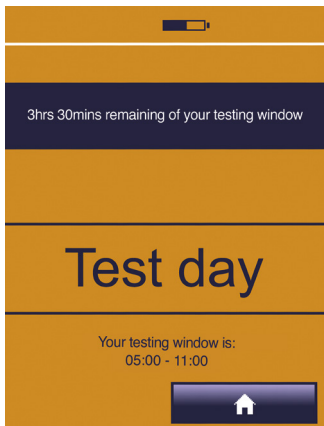 3hrs 30mins remaining of your testing window
Test day
Your testing window is:
05:00 - 11:00